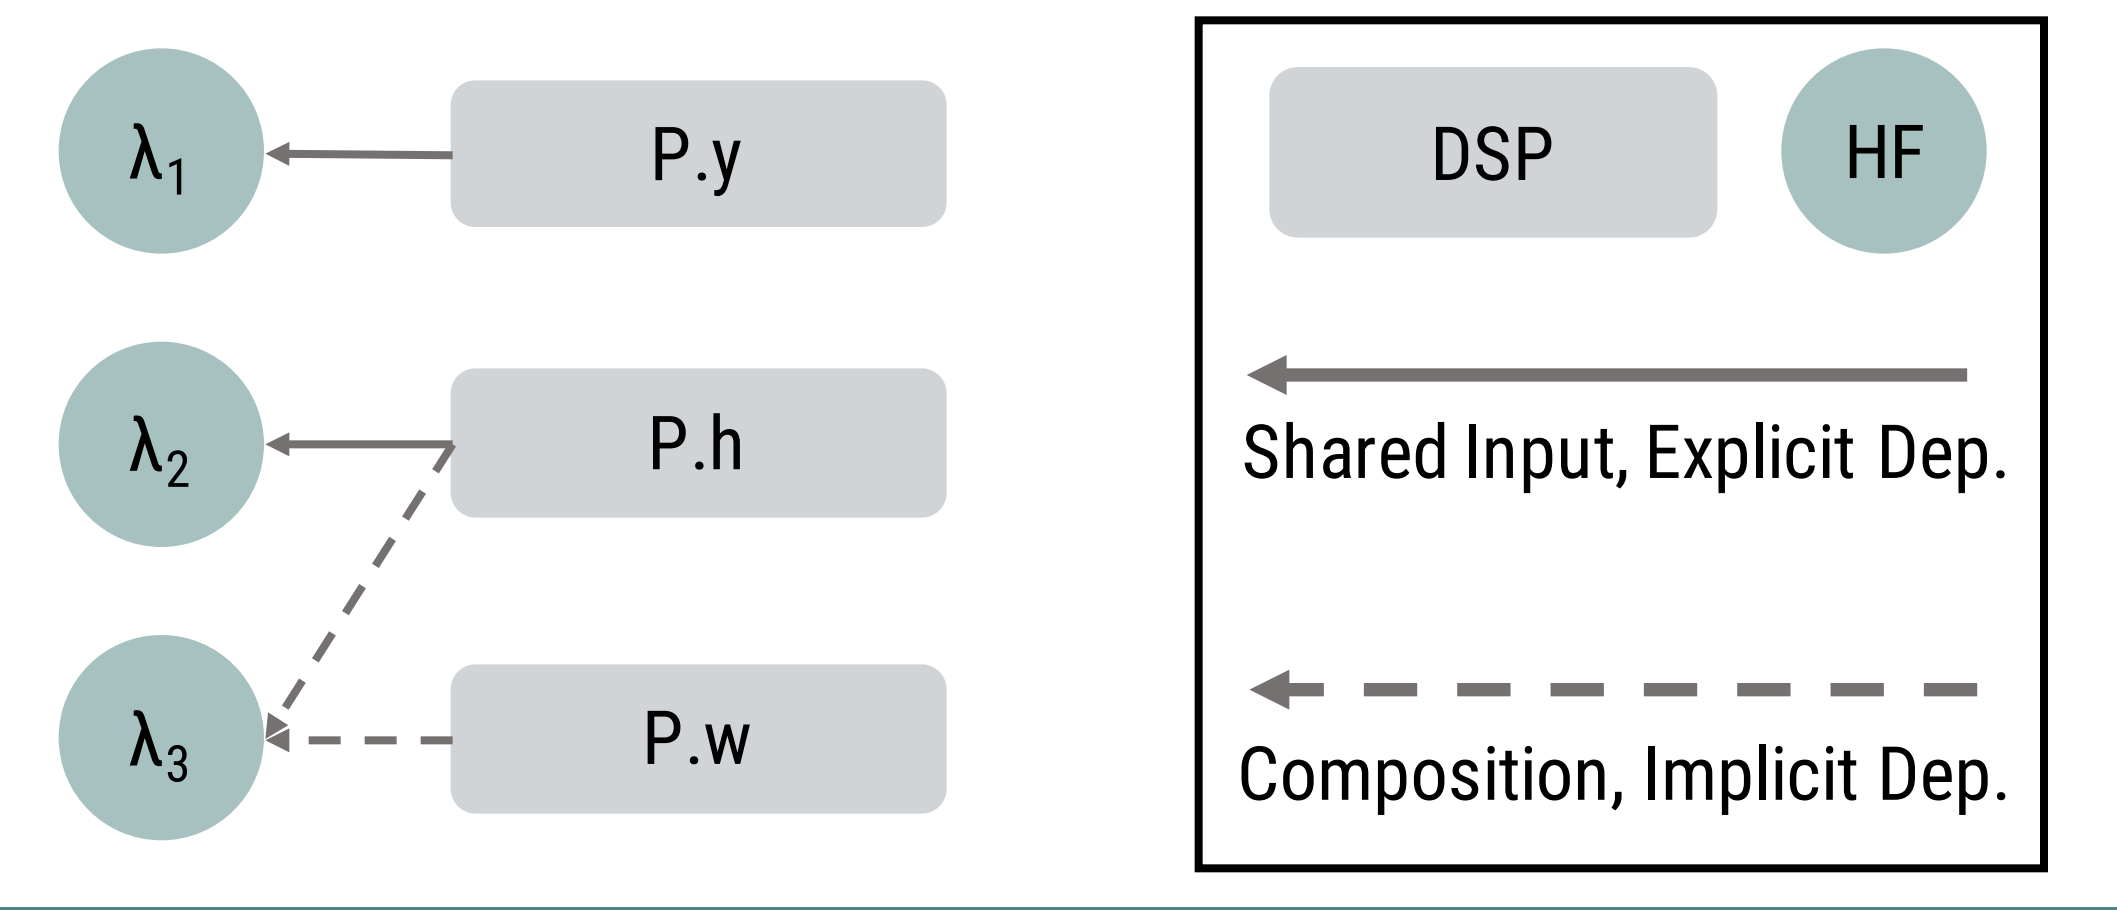 λ₁
P.y
λ₂
P.h
λ₃
P.w
DSP
HF
Shared Input, Explicit Dep.
Composition, Implicit Dep.